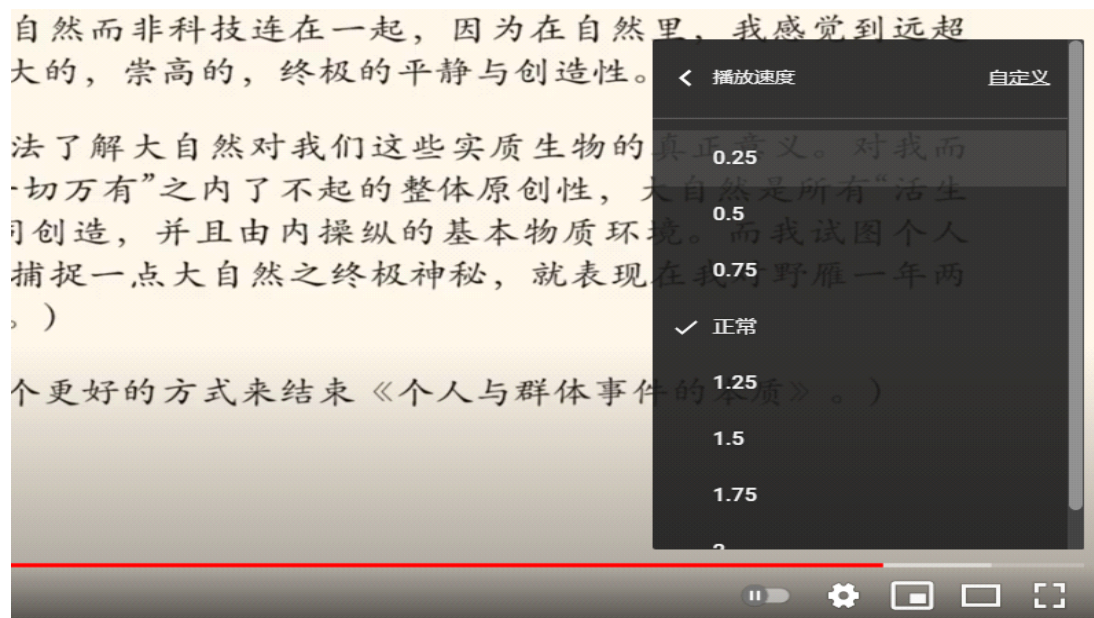 自然而非科技连在一起，因为在自然里，我感觉到远超
大的，崇高的，终极的平静与创造性。
法了解大自然对我们这些实质生物的真正意义。对我而
一切万有”之内了不起的整体原创性，大自然是所有“活生
同创造，并且由内操纵的基本物质环境。而我试图个人
捕捉一点大自然之终极神秘，就表现在我对野雁一年两
。）
个更好的方式来结束《个人与群体事件的本质》。）
播放速度
自定义
0.25
0.5
0.75
正常
1.25
1.5
1.75
2